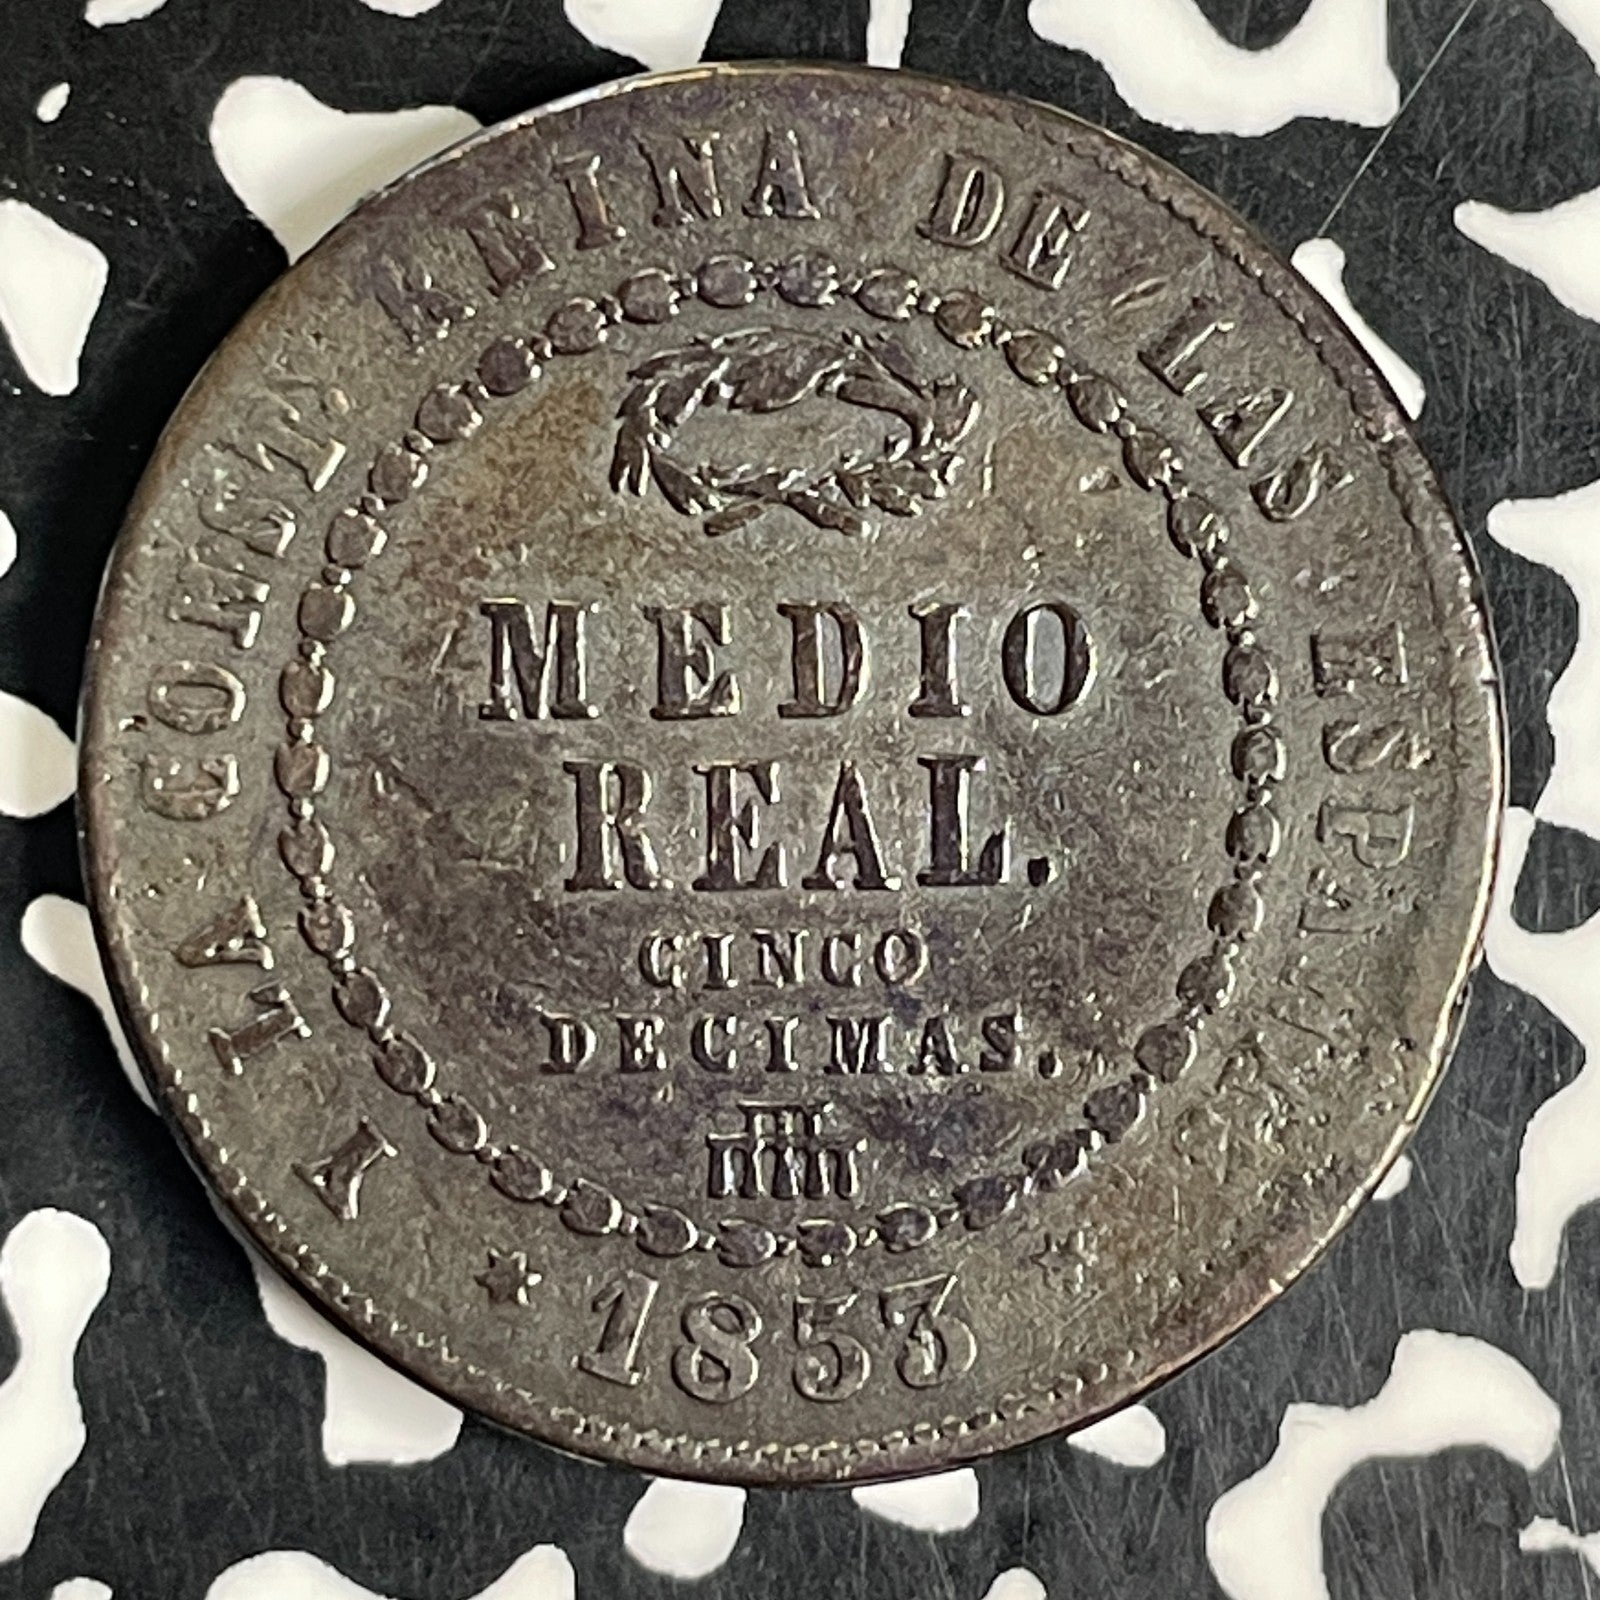 Y LA CONST. REINA DE LAS ESPAÑAS
MEDIO
REAL.
CINCO
DECIMAS.
* 1853 *